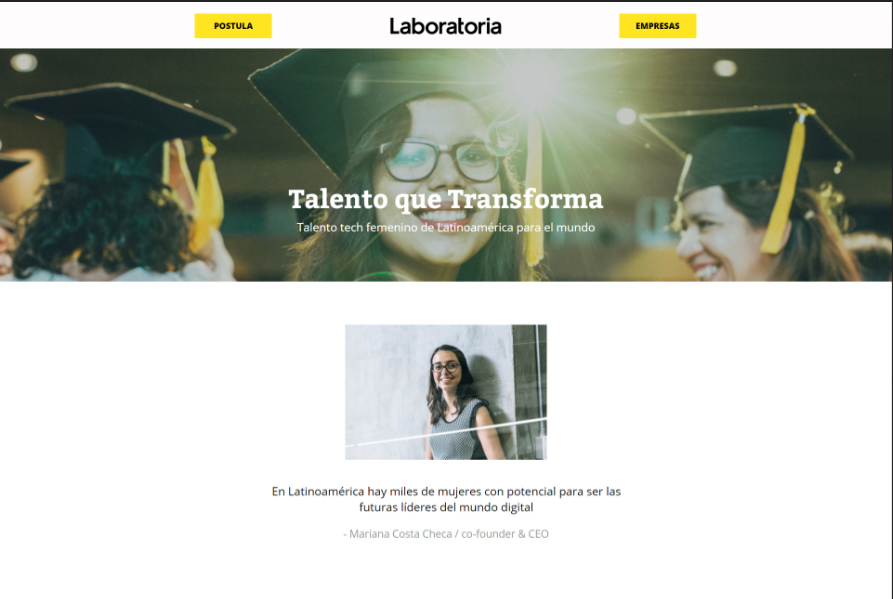 POSTULA
Laboratoria
EMPRESAS
Talento que Transforma
Talento tech femenino de Latinoamérica para el mundo
En Latinoamérica hay miles de mujeres con potencial para ser las
futuras líderes del mundo digital
- Mariana Costa Checa / co-founder & CEO